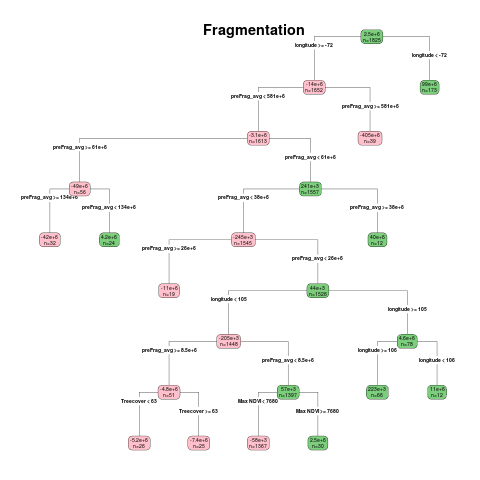 Fragmentation
2.5e+6
n=1825
longitude >= -72
longitude < -72
-14e+6
n=1652
99e+6
n=173
preFrag_avg < 581e+6
preFrag_avg >= 581e+6
-3.1e+6
n=1613
-405e+6
n=39
preFrag_avg >= 61e+6
preFrag_avg < 61e+6
-49e+6
n=56
241e+3
n=1557
preFrag_avg >= 134e+6
preFrag_avg < 134e+6
preFrag_avg < 38e+6
preFrag_avg >= 38e+6
-42e+6
n=32
4.2e+6
n=24
-245e+3
n=1545
40e+6
n=12
preFrag_avg >= 26e+6
preFrag_avg < 26e+6
-11e+6
n=19
44e+3
n=1526
longitude < 105
longitude >= 105
-205e+3
n=1448
4.6e+6
n=78
preFrag_avg >= 8.5e+6
preFrag_avg < 8.5e+6
longitude >= 106
longitude < 106
-4.8e+6
n=51
57e+3
n=1397
223e+3
n=66
11e+6
n=12
Treecover < 63
Treecover >= 63
Max NDVI < 7680
Max NDVI >= 7680
-5.2e+6
n=26
-7.4e+6
n=25
-58e+3
n=1367
2.5e+6
n=30